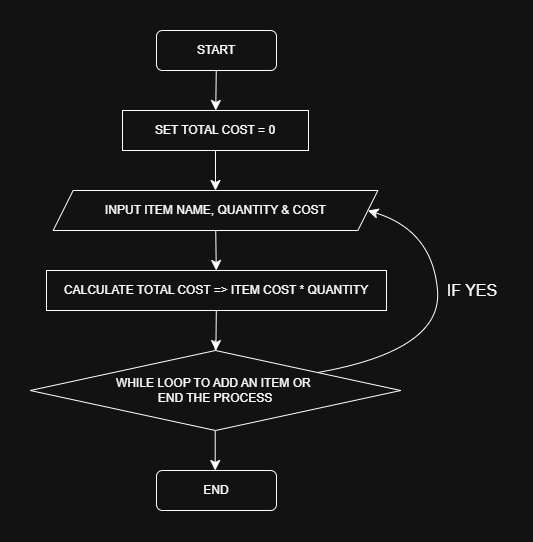 START
SET TOTAL COST = 0
INPUT ITEM NAME, QUANTITY & COST
CALCULATE TOTAL COST => ITEM COST * QUANTITY
IF YES
WHILE LOOP TO ADD AN ITEM OR
END THE PROCESS
END